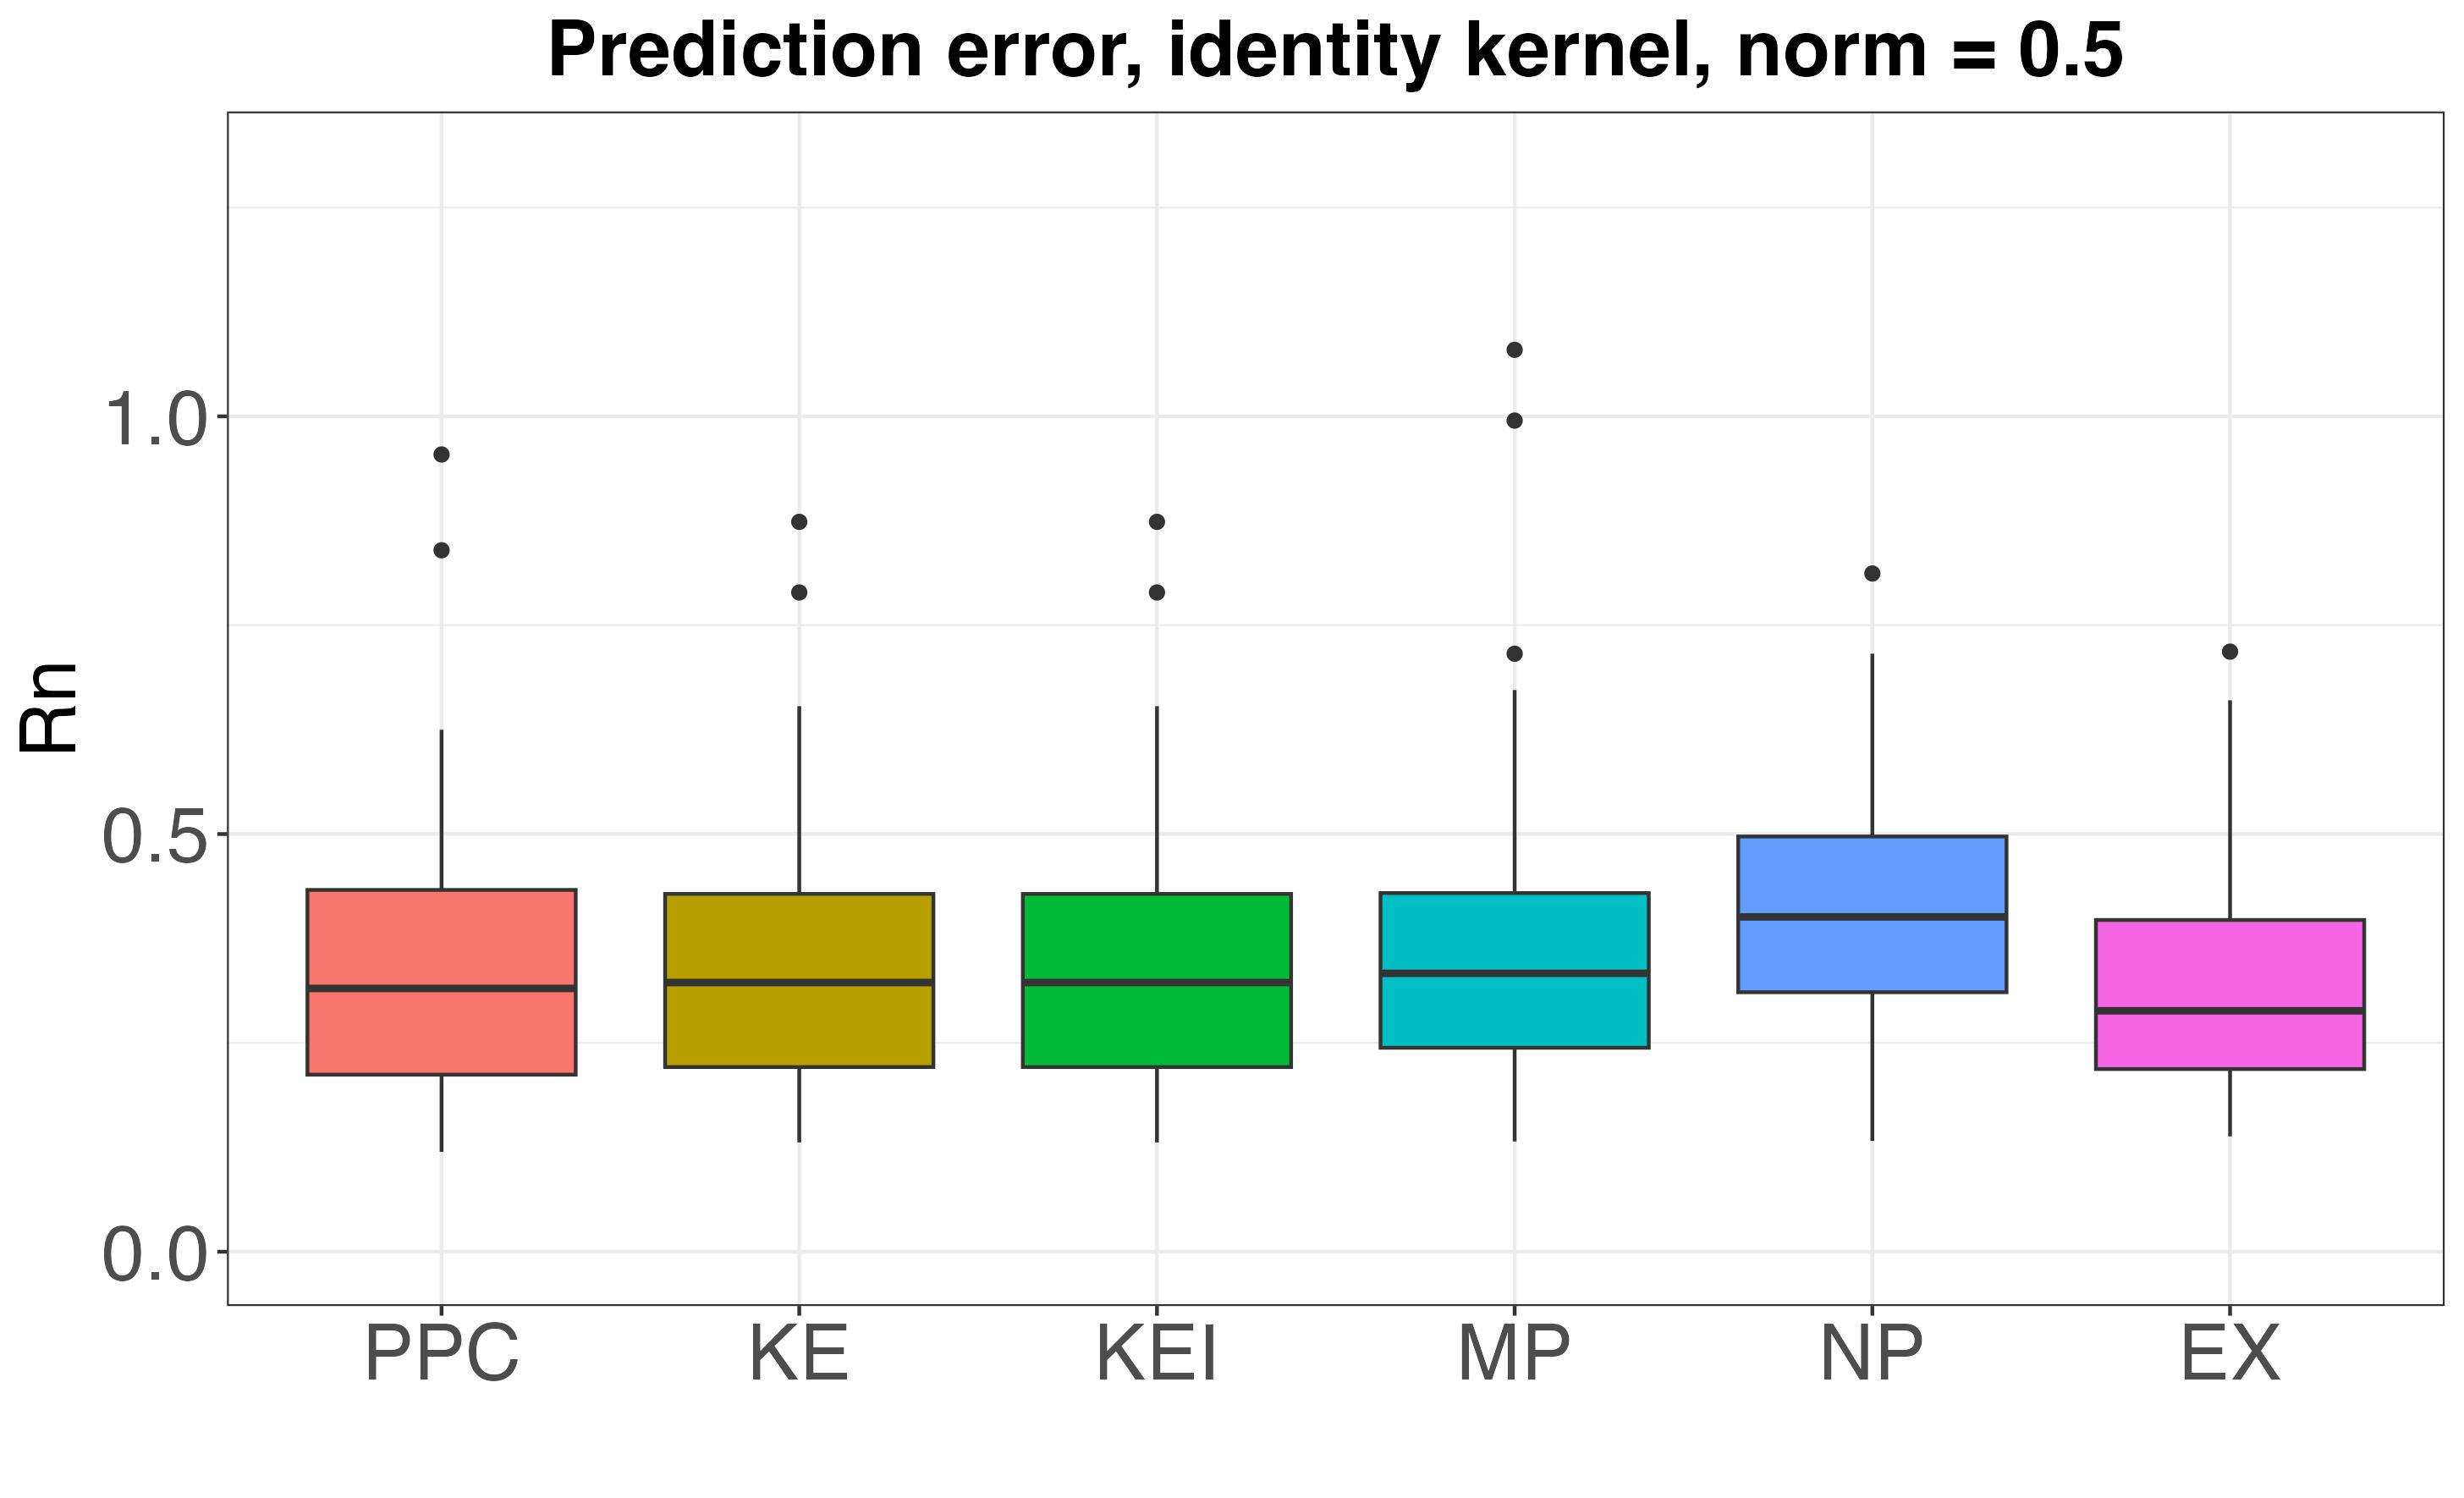 Prediction error, identity kernel, norm = 0.5
Rn
1.0
0.5
0.0
PPC KE KEI MP NP EX